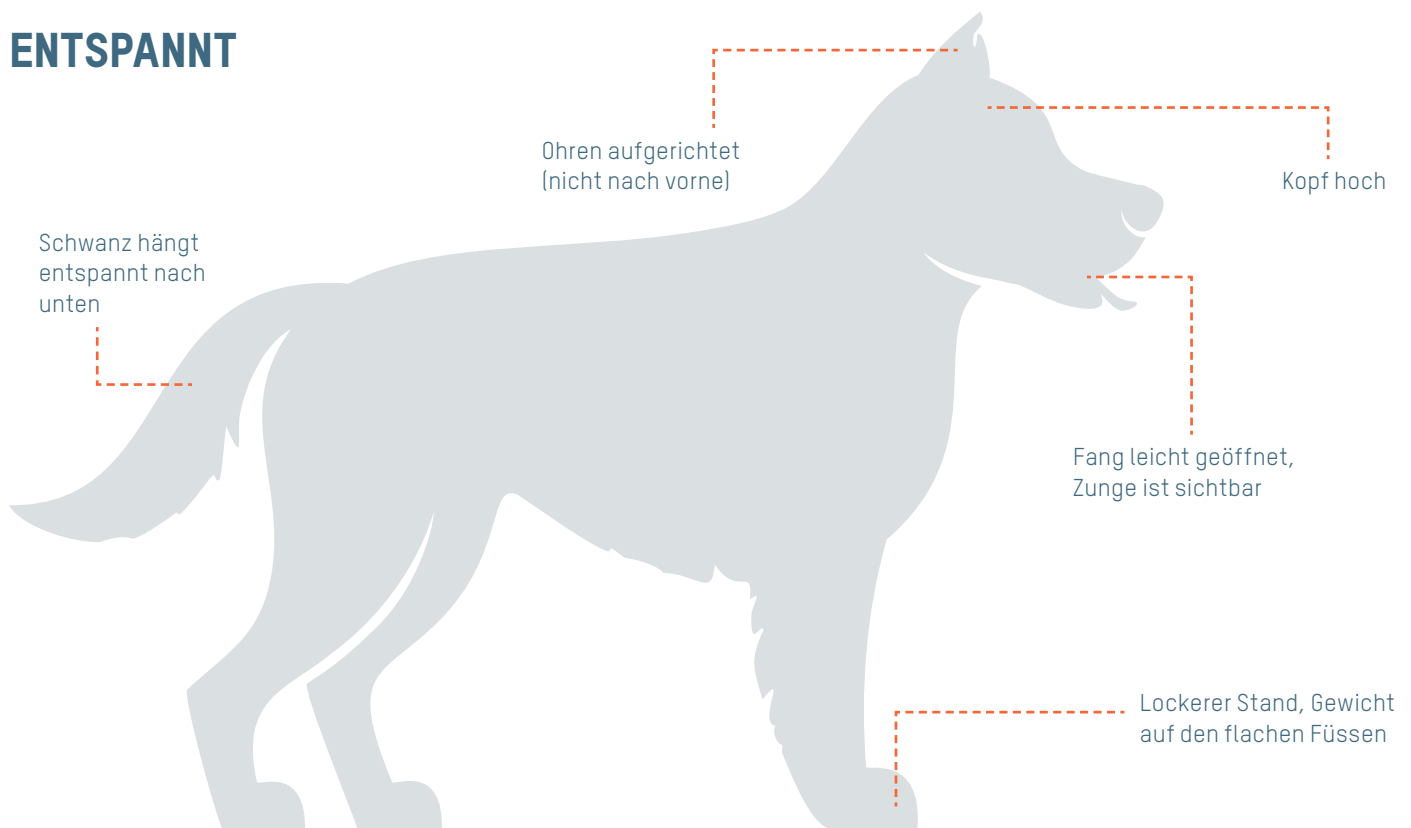 ENTSPANNT
Ohren aufgerichtet
(nicht nach vorne)
Kopf hoch
Schwanz hängt
entspannt nach
unten
Fang leicht geöffnet,
Zunge ist sichtbar
Lockerer Stand, Gewicht
auf den flachen Füssen